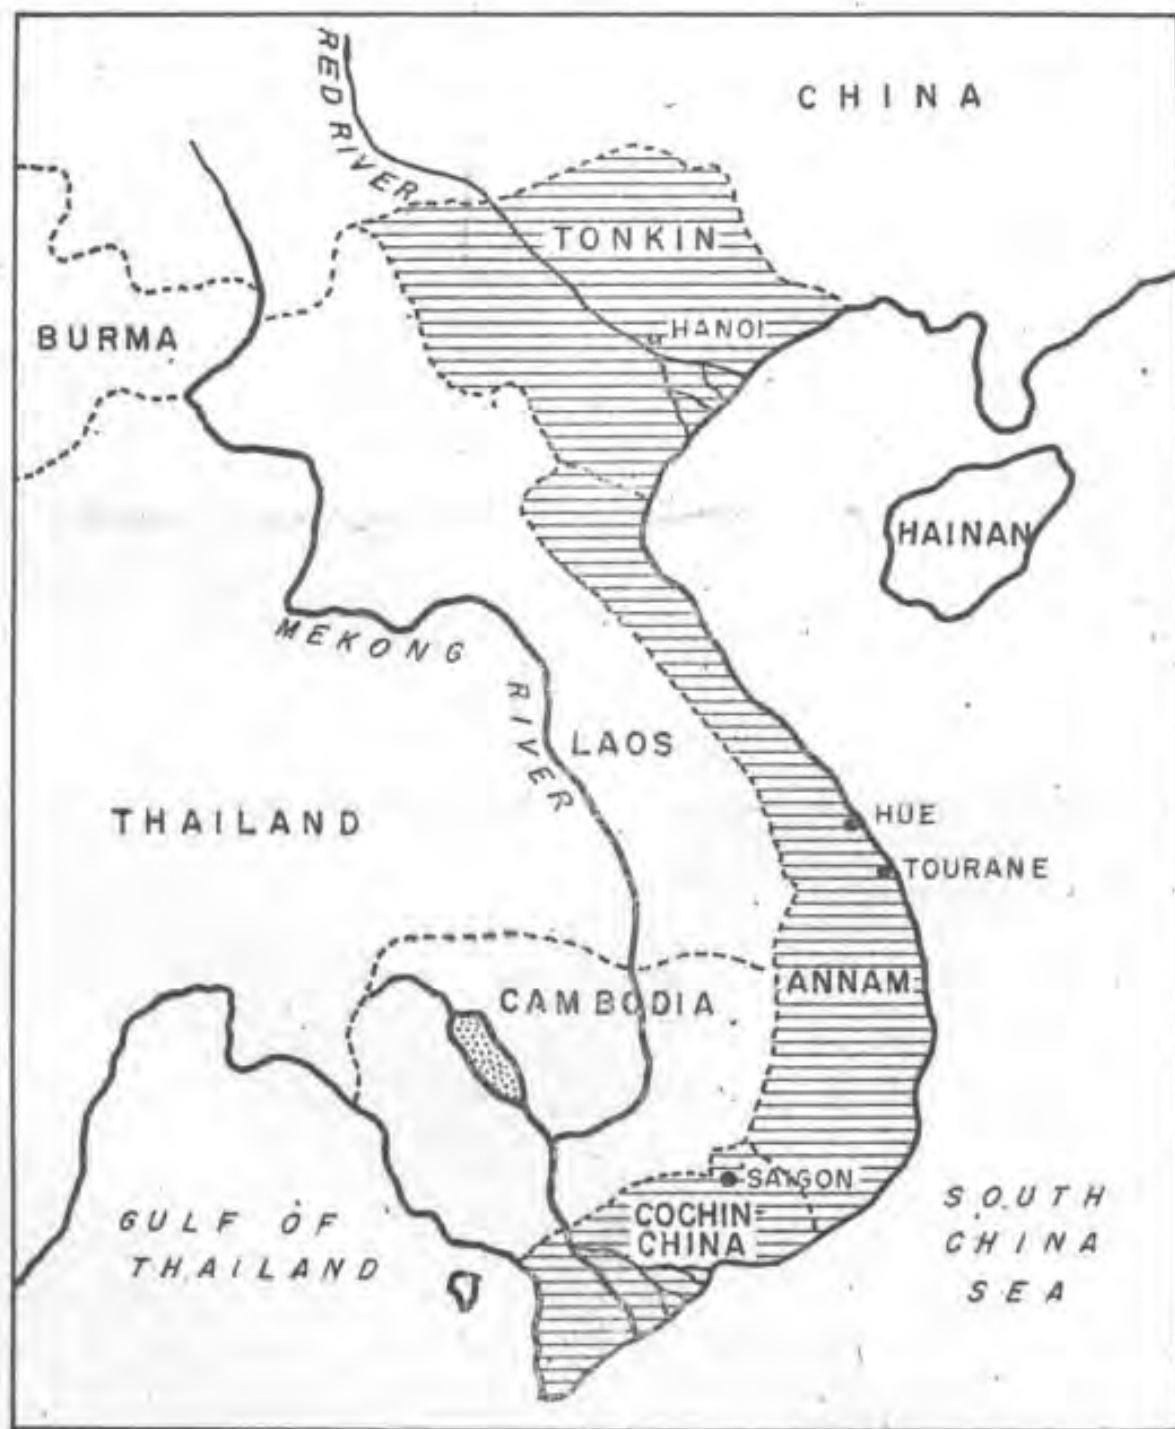 RED RIVER
CHINA
TONKIN
HANOI
BURMA
HAINAN
MEKONG
RIVER
LAOS
THAILAND
HUE
TOURANE
ANNAM
CAMBODIA
SAIGON
COCHIN-
CHINA
GULF OF
THAILAND
SOUTH
CHINA
SEA